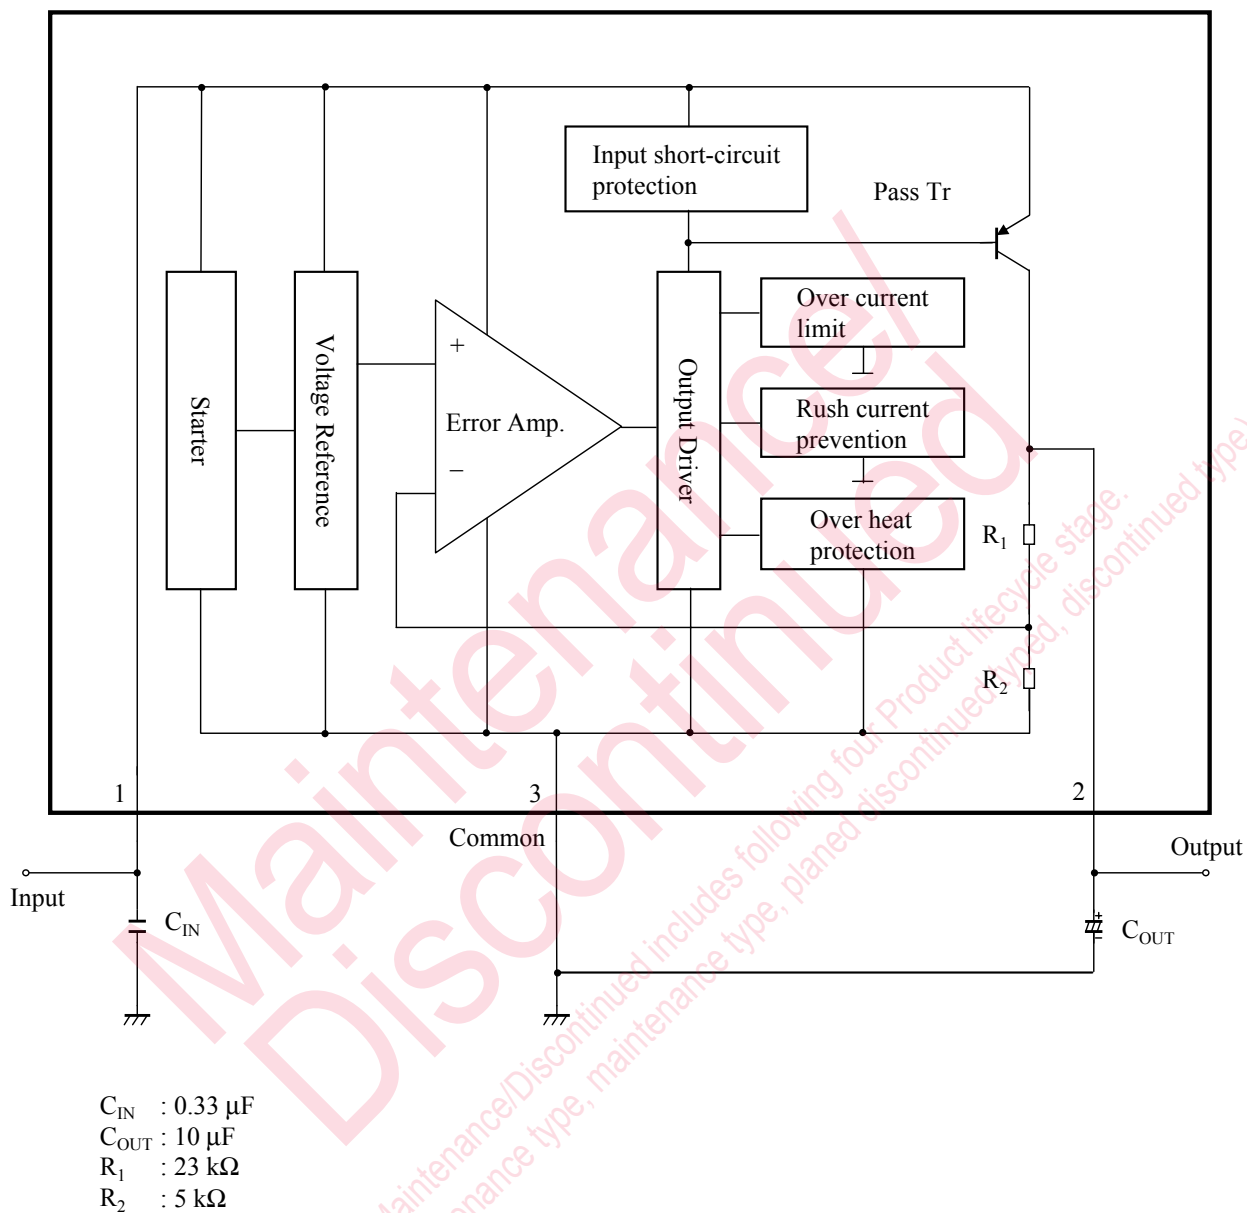 Input short-circuit
protection
Pass Tr
Over current
limit
Starter
Voltage Reference
+
Error Amp.
−
Output Driver
Rush current
prevention
Over heat
protection
R1
R2
1
3
2
Common
Input
Output
CIN
COUT
+
−
CIN : 0.33 μF
COUT : 10 μF
R1 : 23 kΩ
R2 : 5 kΩ
Maintenance/
Discontinued
Maintenance/Discontinued includes following four Product lifecycle stage.
maintenance type, planed discontinued typed, discontinued type)